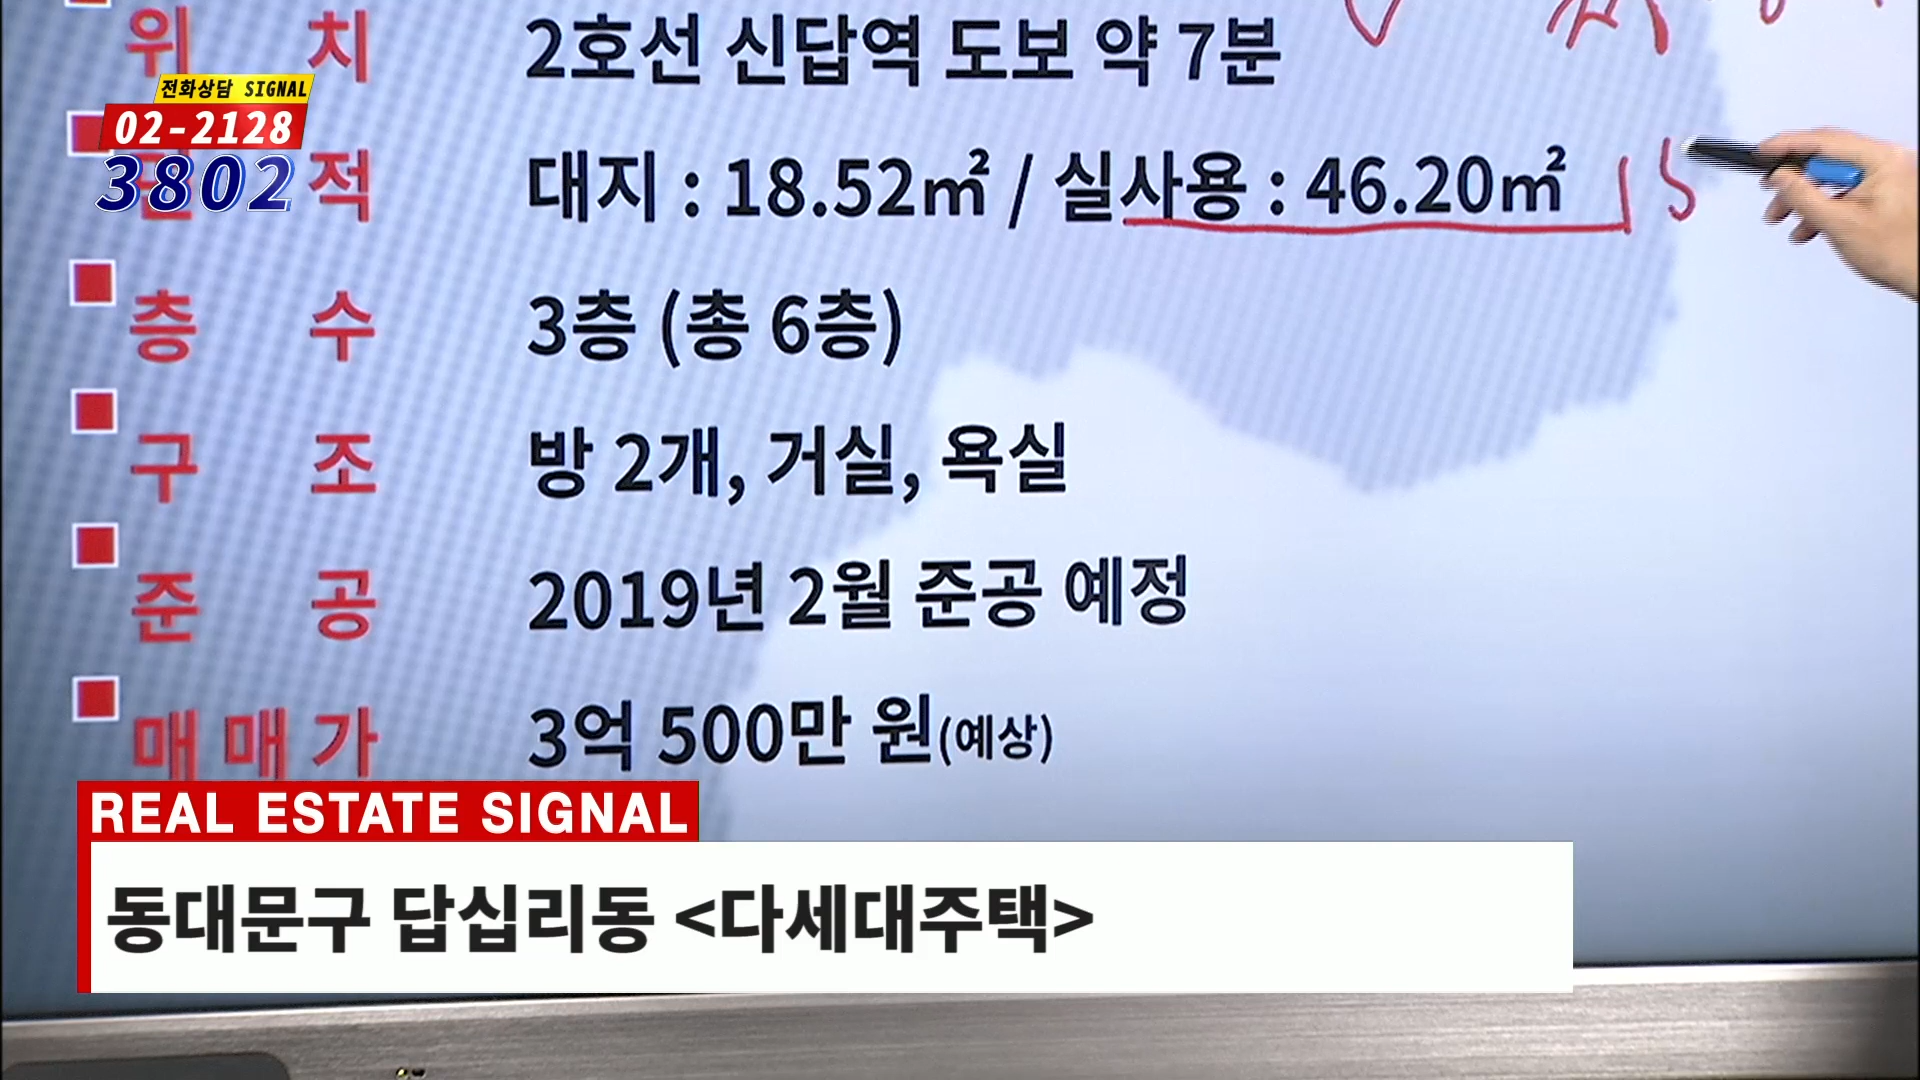 위 치 2호선 신답역 도보 약 7분
전화상담 SIGNAL
02-2128
3802
적 대지 : 18.52㎡ / 실사용 : 46.20㎡
층 수 3층 (총 6층)
구 조 방 2개, 거실, 욕실
준 공 2019년 2월 준공 예정
매 매 가 3억 500만 원(예상)
REAL ESTATE SIGNAL
동대문구 답십리동 <다세대주택>